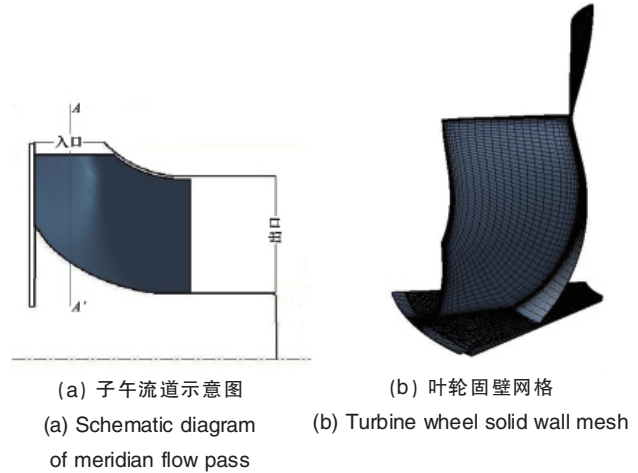 A
入口
出口
A'
(a) 子午流道示意图
(a) Schematic diagram
of meridian flow pass
(b) 叶轮固壁网格
(b) Turbine wheel solid wall mesh